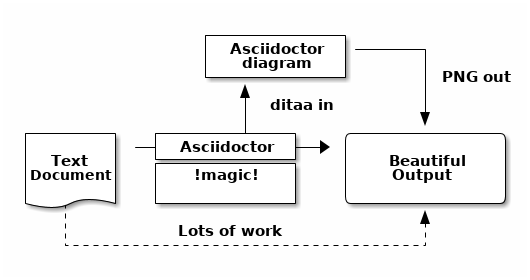 Asciidoctor
diagram
PNG out
ditaa in
Text
Document
Asciidoctor
!magic!
Beautiful
Output
Lots of work